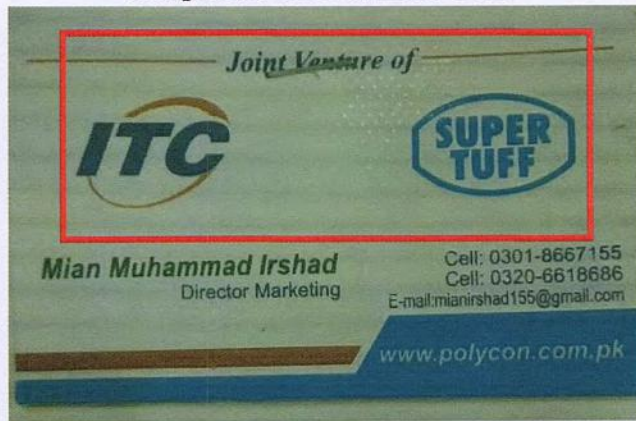 Joint Venture of
ITC
SUPER
TUFF
Mian Muhammad Irshad
Director Marketing
Cell: 0301-8667155
Cell: 0320-6618686
E-mail:mianirshad155@gmail.com
www.polycon.com.pk